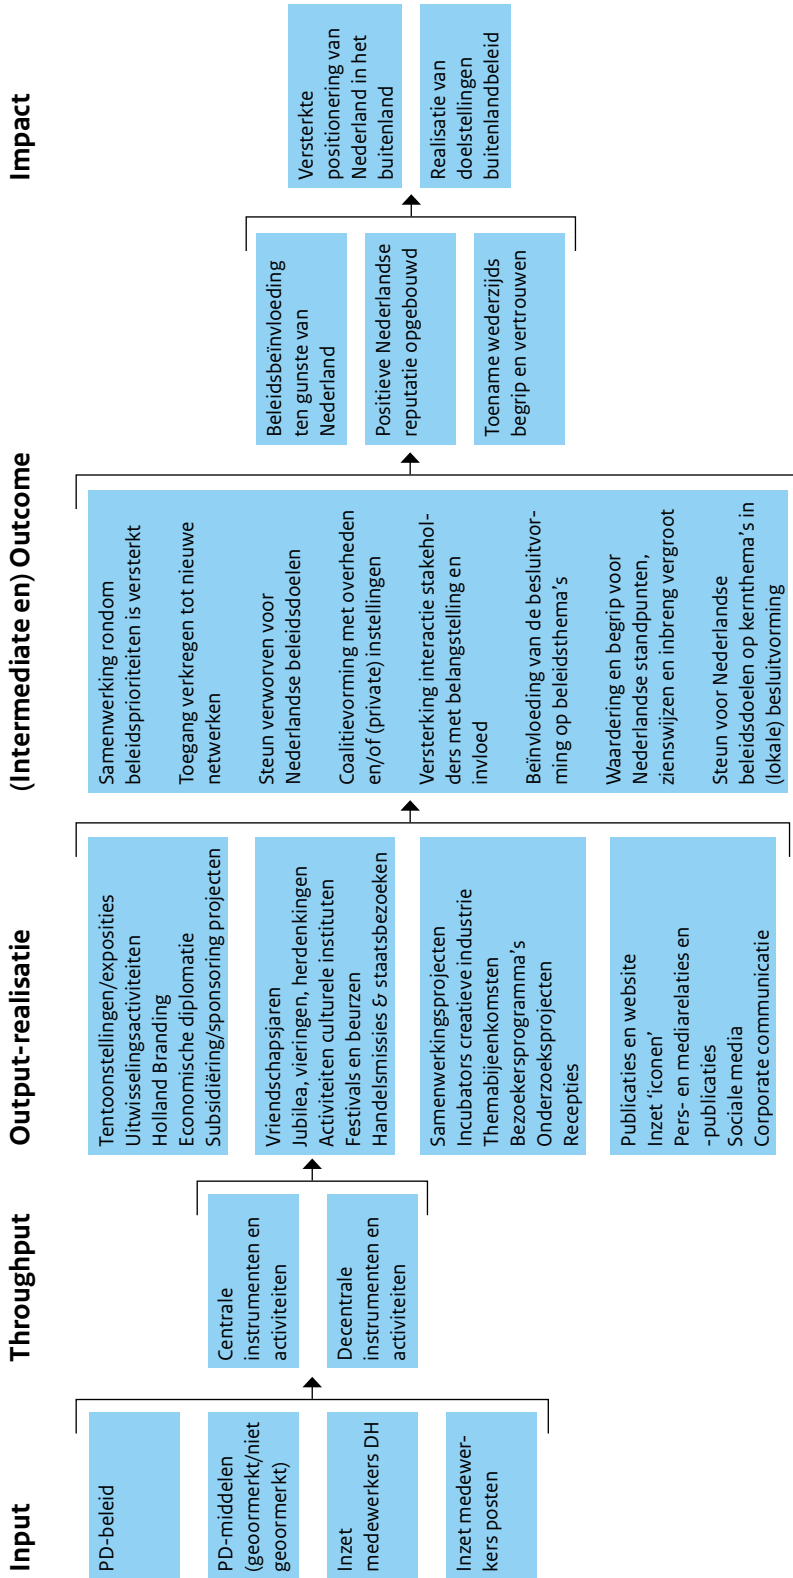 Input
PD-beleid
PD-middelen
(geoormerkt/niet
geoormerkt)
Inzet
medewerkers DH
Inzet medewer-
kers posten
Throughput
Centrale
instrumenten en
activiteiten
Decentrale
instrumenten en
activiteiten
Output-realisatie
Tentoonstellingen/exposities
Uitwisselingsactiviteiten
Holland Branding
Economische diplomatie
Subsidiëring/sponsoring projecten
Vriendschapsjaren
Jubilea, vieringen, herdenkingen
Activiteiten culturele instituten
Festivals en beurzen
Handelsmissies & staatsbezoeken
Samenwerkingsprojecten
Incubators creatieve industrie
Themabijeenkomsten
Bezoekersprogramma's
Onderzoeksprojecten
Recepties
Publicaties en website
Inzet ‘iconen’
Pers- en mediarelaties en
-publicaties
Sociale media
Corporate communicatie
(Intermediate en) Outcome
Samenwerking rondom
beleidsprioriteiten is versterkt
Toegang verkregen tot nieuwe
netwerken
Steun verworven voor
Nederlandse beleidsdoelen
Coalitievorming met overheden
en/of (private) instellingen
Versterking interactie stakehol-
ders met belangstelling en
invloed
Beïnvloeding van de besluitvor-
ming op beleidsthema's
Waardering en begrip voor
Nederlandse standpunten,
zienswijzen en inbreng vergroot
Steun voor Nederlandse
beleidsdoelen op kernthema's in
(lokale) besluitvorming
Beleidsbeïnvloeding
ten gunste van
Nederland
Positieve Nederlandse
reputatie opgebouwd
Toename wederzijds
begrip en vertrouwen
Impact
Versterkte
positionering van
Nederland in het
buitenland
Realisatie van
doelstellingen
buitenlandbeleid